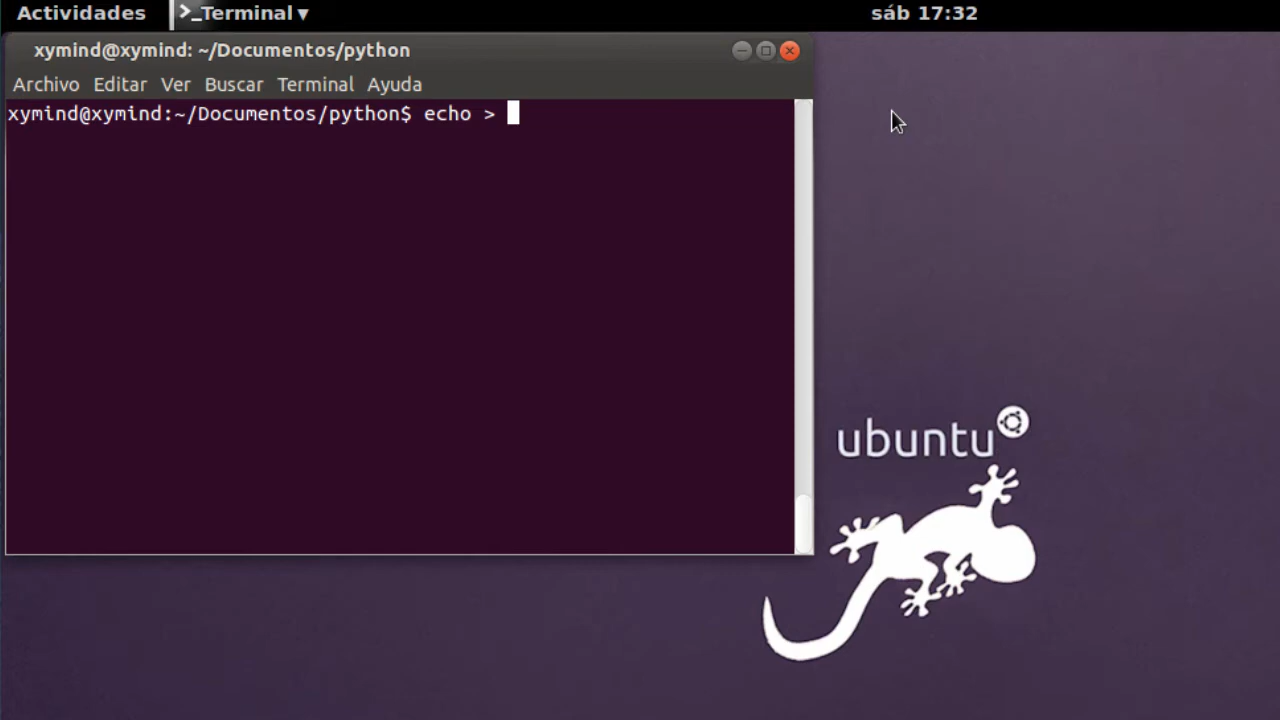 Actividades >_Terminal ▾ sáb 17:32
xymind@xymind: ~/Documentos/python
Archivo Editar Ver Buscar Terminal Ayuda
xymind@xymind:~/Documentos/python$ echo >
ubuntu